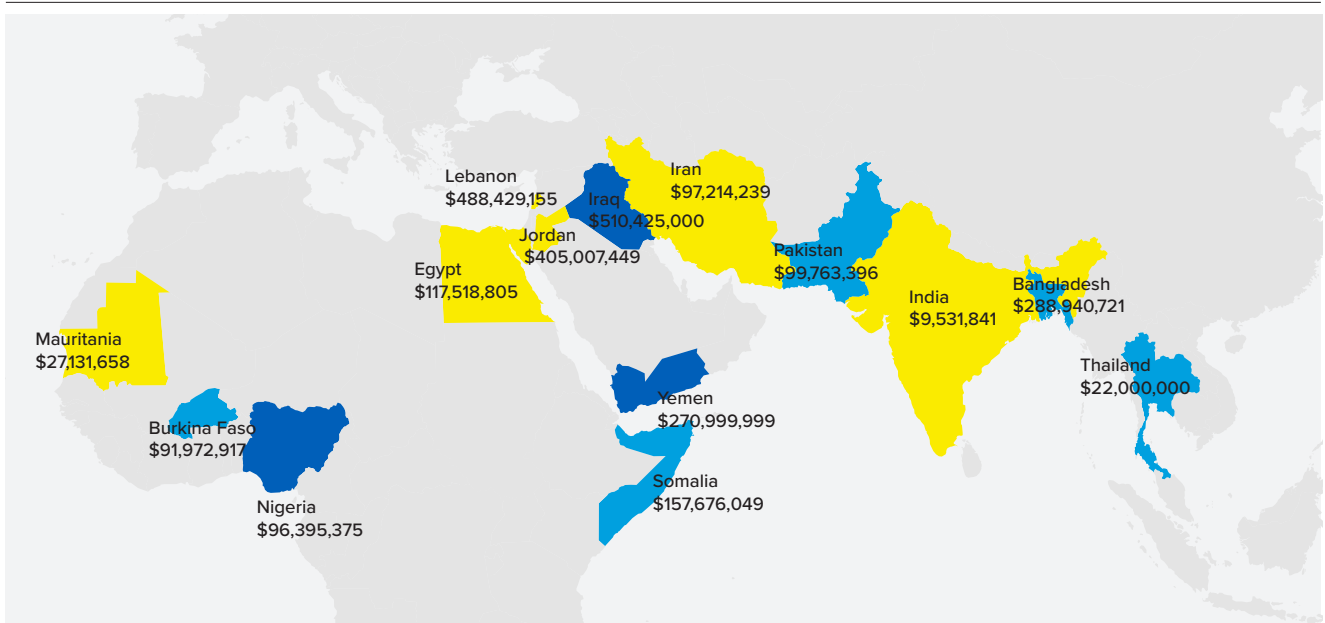 Lebanon
$488,429,155
Iran
$97,214,239
Iraq
$510,425,000
Jordan
$405,007,449
Pakistan
$99,763,396
Egypt
$117,518,805
India
$9,531,841
Bangladesh
$288,940,721
Mauritania
$27,131,658
Thailand
$22,000,000
Yemen
$270,999,999
Burkina Faso
$91,972,917
Somalia
$157,676,049
Nigeria
$96,395,375